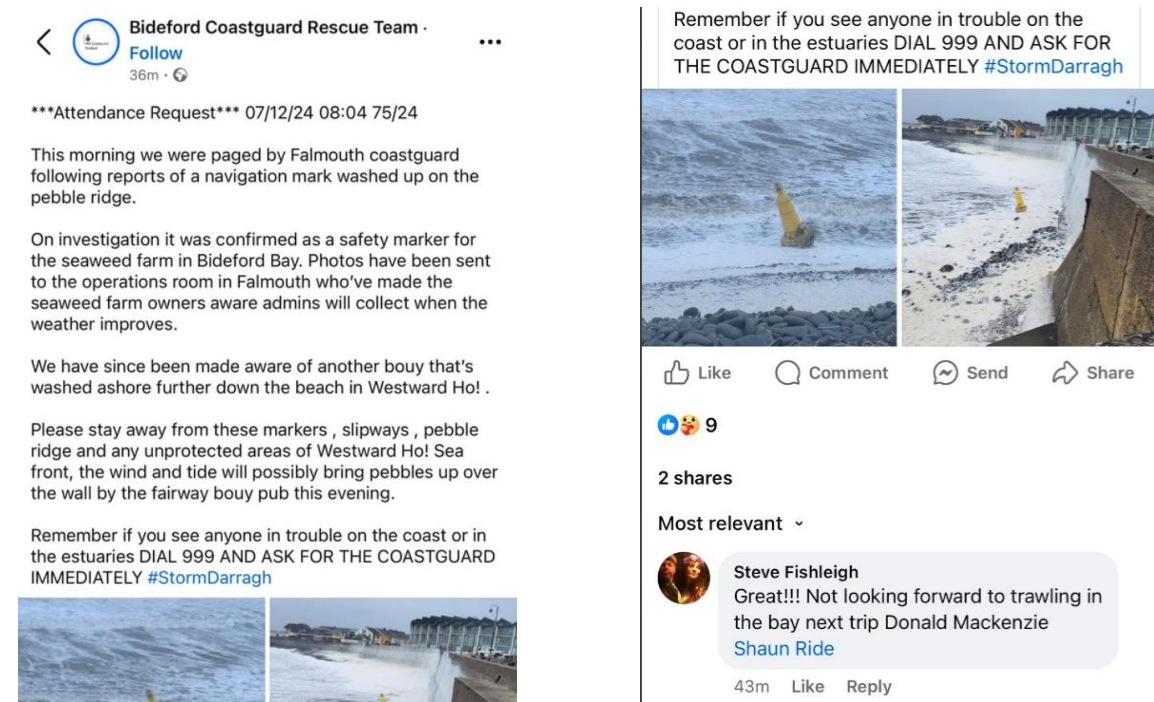 Bideford Coastguard Rescue Team ·
Follow
36m ·
***Attendance Request*** 07/12/24 08:04 75/24
This morning we were paged by Falmouth coastguard
following reports of a navigation mark washed up on the
pebble ridge.
On investigation it was confirmed as a safety marker for
the seaweed farm in Bideford Bay. Photos have been sent
to the operations room in Falmouth who've made the
seaweed farm owners aware admins will collect when the
weather improves.
We have since been made aware of another bouy that's
washed ashore further down the beach in Westward Ho! .
Please stay away from these markers , slipways , pebble
ridge and any unprotected areas of Westward Ho! Sea
front, the wind and tide will possibly bring pebbles up over
the wall by the fairway bouy pub this evening.
Remember if you see anyone in trouble on the coast or in
the estuaries DIAL 999 AND ASK FOR THE COASTGUARD
IMMEDIATELY #StormDarragh
Remember if you see anyone in trouble on the
coast or in the estuaries DIAL 999 AND ASK FOR
THE COASTGUARD IMMEDIATELY #StormDarragh
Like Comment Send Share
9
2 shares
Most relevant
Steve Fishleigh
Great!!! Not looking forward to trawling in
the bay next trip Donald Mackenzie
Shaun Ride
43m Like Reply